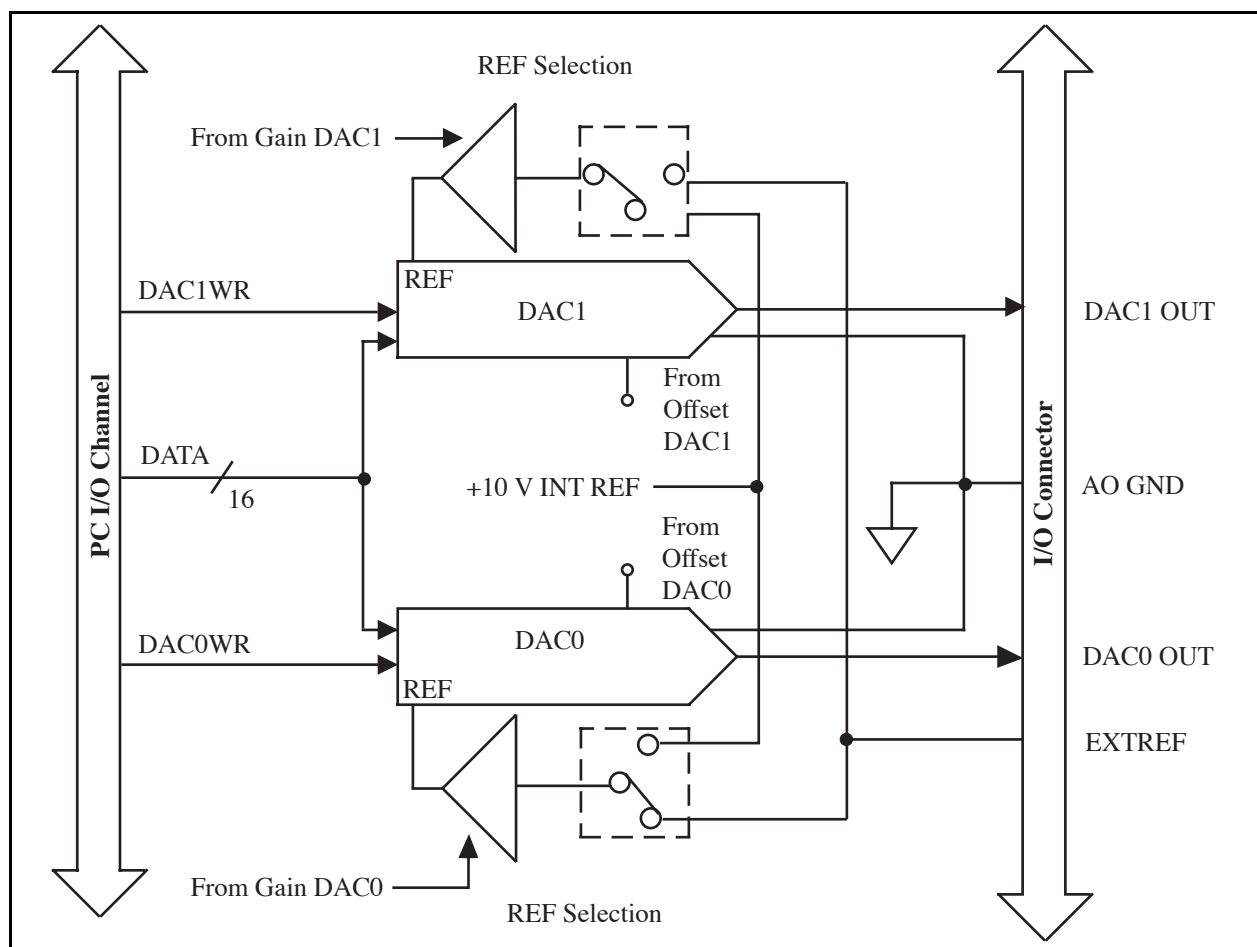 REF Selection
From Gain DAC1
REF
DAC1WR
DAC1
DAC1 OUT
From
Offset
DAC1
PC I/O Channel
DATA
16
+10 V INT REF
AO GND
I/O Connector
From
Offset
DAC0
DAC0WR
DAC0
DAC0 OUT
REF
EXTREF
From Gain DAC0
REF Selection